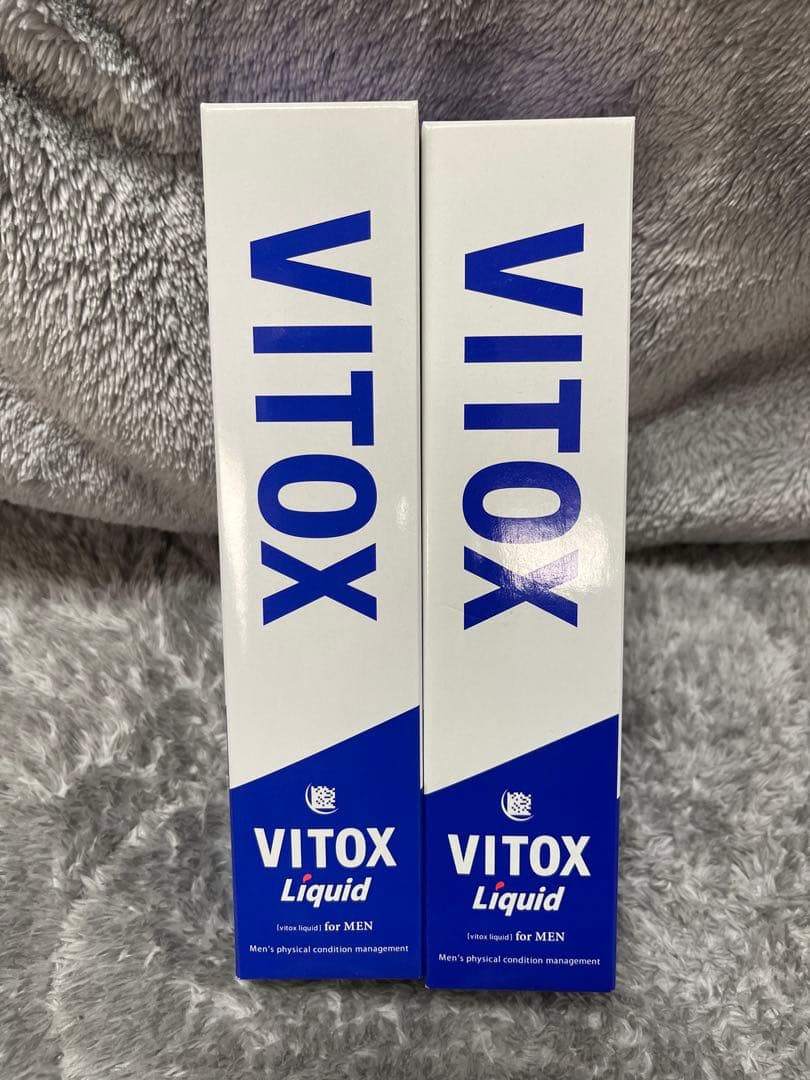 VITOX
VITOX
Liquid
[vitox liquid] for MEN
Men's physical condition management
VITOX
VITOX
Liquid
[vitox liquid] for MEN
Men's physical condition management